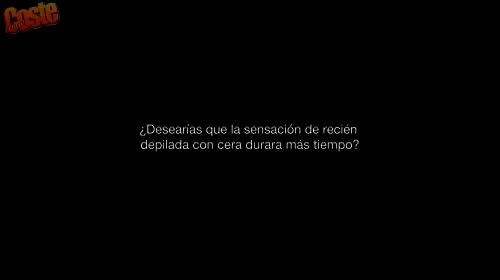 Coste
¿Desearías que la sensación de recién
depilada con cera durara más tiempo?